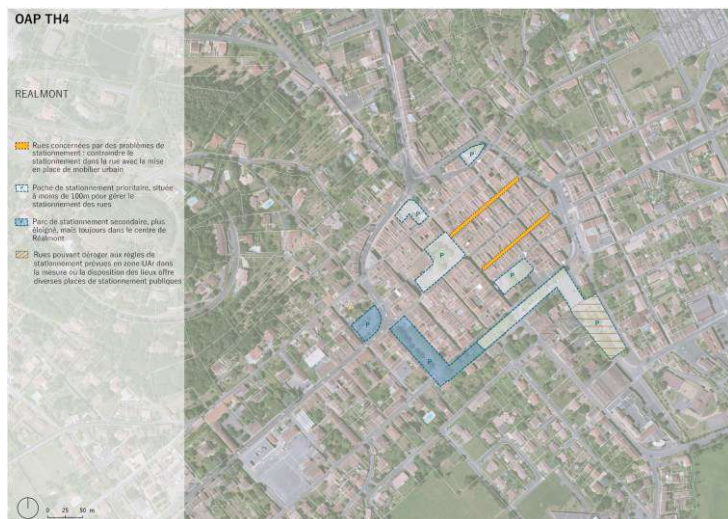 OAP TH4
REALMONT
Rues concernées par des problèmes de
stationnement : contraindre le
stationnement dans la rue avec la mise
en place de mobilier urbain
P
Poche de stationnement prioritaire, située
à moins de 100m pour gérer le
stationnement des rues
P
Parc de stationnement secondaire, plus
éloigné, mais toujours dans le centre de
Réalmont
Rues pouvant déroger aux règles de
stationnement prévues en zone UAr dans
la mesure où la disposition des lieux offre
diverses places de stationnement publiques
P
P
P
P
P
P
P
0 25 50 m